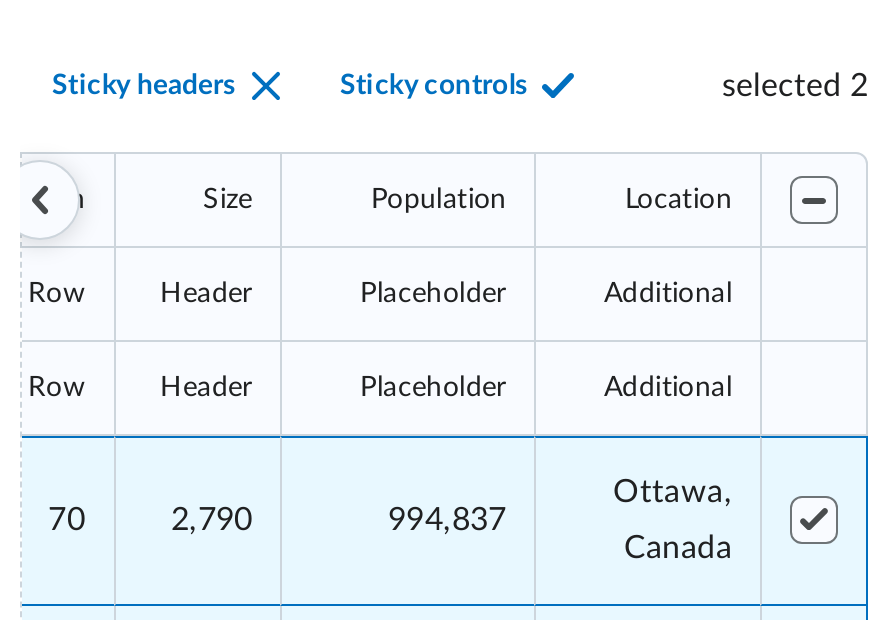 Sticky headers Sticky controls selected 2
Size Population Location
Row Header Placeholder Additional
Row Header Placeholder Additional
70 2,790 994,837 Ottawa,
Canada